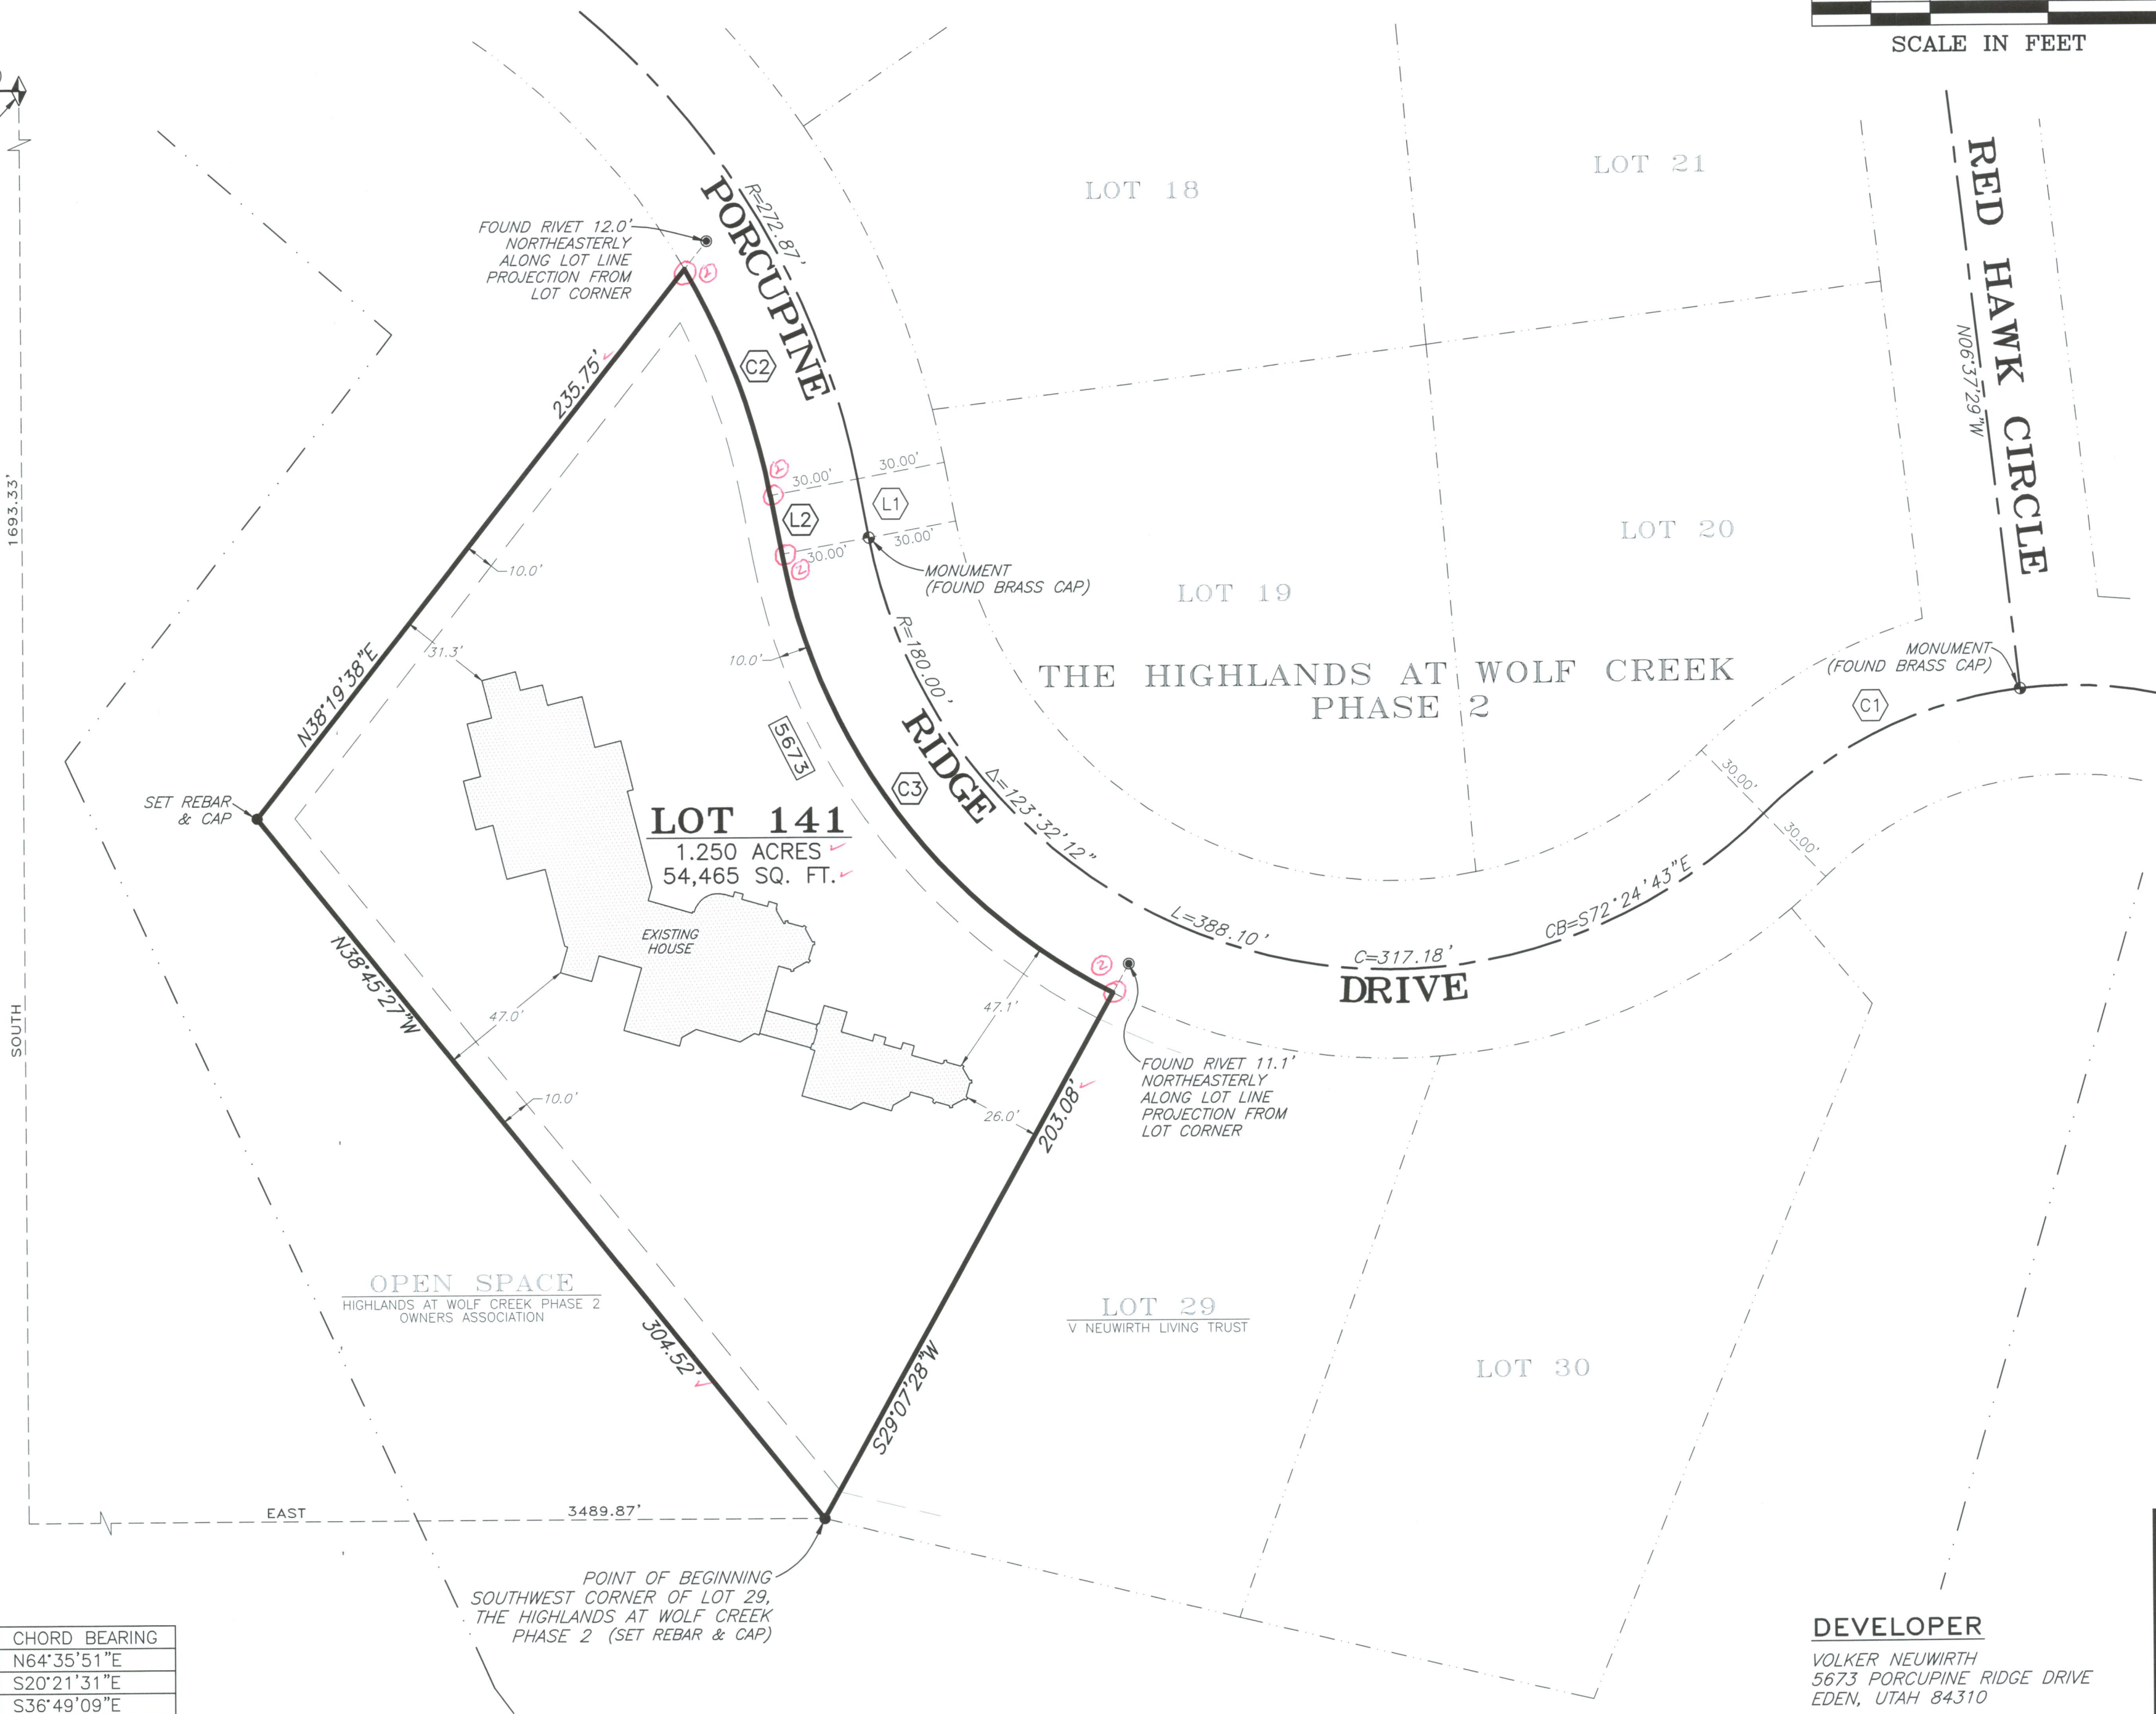 SCALE IN FEET
RED HAWK CIRCLE
N06°37'29"W
LOT 18
LOT 21
R=272.87'
PORCUPINE
FOUND RIVET 12.0'
NORTHEASTERLY
ALONG LOT LINE
PROJECTION FROM
LOT CORNER
2
C2
235.75'
2
30.00'
30.00'
L1
L2
30.00'
30.00'
2
MONUMENT
(FOUND BRASS CAP)
LOT 20
LOT 19
1693.33'
10.0'
31.3'
N38°19'38"E
10.0'
R=180.00'
MONUMENT
(FOUND BRASS CAP)
C1
THE HIGHLANDS AT WOLF CREEK
PHASE 2
5673
RIDGE
C3
Δ=123°32'12"
30.00'
30.00'
SET REBAR
& CAP
LOT 141
1.250 ACRES
54,465 SQ. FT.
L=388.10'
C=317.18'
CB=S72°24'43"E
DRIVE
EXISTING
HOUSE
N38°45'27"W
47.0'
2
47.1'
SOUTH
10.0'
26.0'
203.08'
FOUND RIVET 11.1'
NORTHEASTERLY
ALONG LOT LINE
PROJECTION FROM
LOT CORNER
OPEN SPACE
HIGHLANDS AT WOLF CREEK PHASE 2
OWNERS ASSOCIATION
304.52'
S29°07'28"W
LOT 29
V NEUWIRTH LIVING TRUST
LOT 30
EAST
3489.87'
POINT OF BEGINNING
SOUTHWEST CORNER OF LOT 29,
THE HIGHLANDS AT WOLF CREEK
PHASE 2 (SET REBAR & CAP)
CHORD BEARING
N64°35'51"E
S20°21'31"E
S36°49'09"E
DEVELOPER
VOLKER NEUWIRTH
5673 PORCUPINE RIDGE DRIVE
EDEN, UTAH 84310